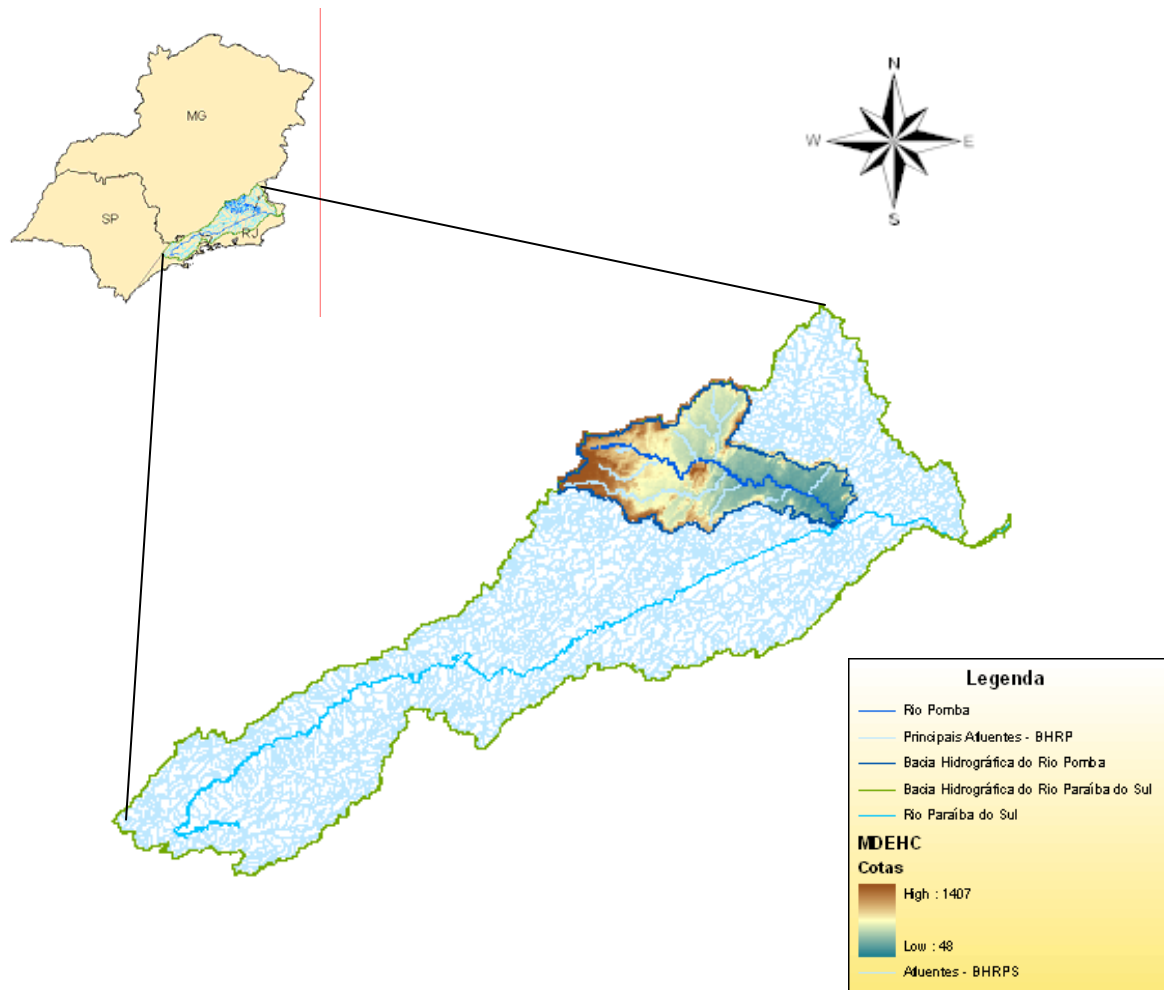 MG
SP
RJ
N
W
E
S
Legenda
Rio Pomba
Principais Afluentes - BHRP
Bacia Hidrográfica do Rio Pomba
Bacia Hidrográfica do Rio Paraíba do Sul
Rio Paraíba do Sul
MDEHC
Cotas
High : 1407
Low : 48
Afluentes - BHRPS